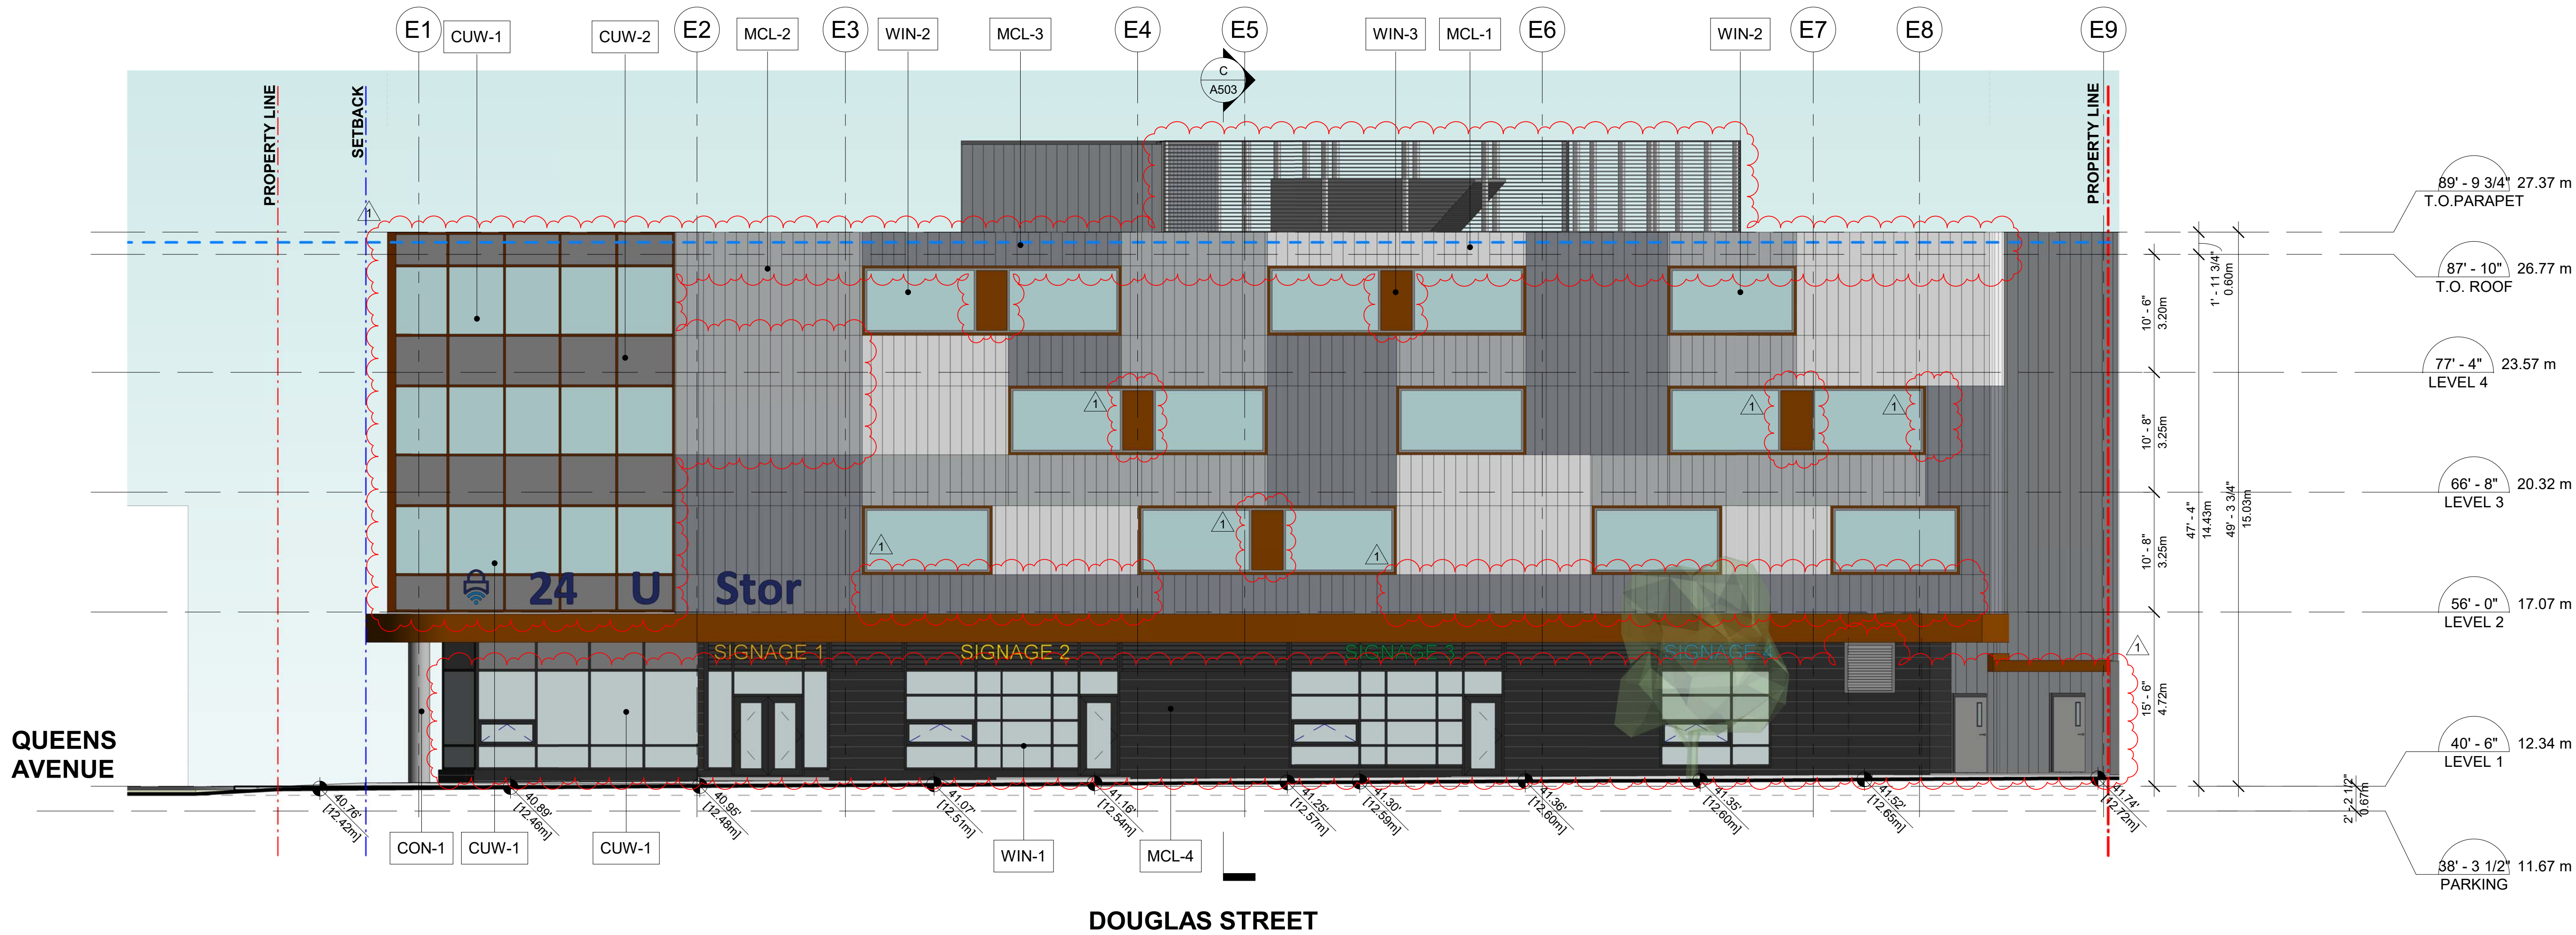 E1
CUW-1
CUW-2
E2
MCL-2
E3
WIN-2
MCL-3
E4
E5
WIN-3
MCL-1
E6
WIN-2
E7
E8
E9
C
A503
PROPERTY LINE
SETBACK
PROPERTY LINE
1
89' - 9 3/4" 27.37 m
T.O.PARAPET
87' - 10" 26.77 m
T.O. ROOF
77' - 4" 23.57 m
LEVEL 4
66' - 8" 20.32 m
LEVEL 3
56' - 0" 17.07 m
LEVEL 2
40' - 6" 12.34 m
LEVEL 1
38' - 3 1/2" 11.67 m
PARKING
10' - 6"
3.20m
10' - 8"
3.25m
10' - 8"
3.25m
15' - 6"
4.72m
1' - 11 3/4"
0.60m
47' - 4"
14.43m
49' - 3 3/4"
15.03m
2' - 2 1/2"
0.67m
1
1
1
1
1
1
1
24 U Stor
SIGNAGE 1
SIGNAGE 2
SIGNAGE 3
SIGNAGE 4
QUEENS
AVENUE
40.76'
[12.42m]
40.89'
[12.46m]
40.95'
[12.48m]
41.07'
[12.51m]
41.16'
[12.54m]
41.25'
[12.57m]
41.30'
[12.59m]
41.36'
[12.60m]
41.35'
[12.60m]
41.52'
[12.65m]
41.74'
[12.72m]
CON-1
CUW-1
CUW-1
WIN-1
MCL-4
DOUGLAS STREET